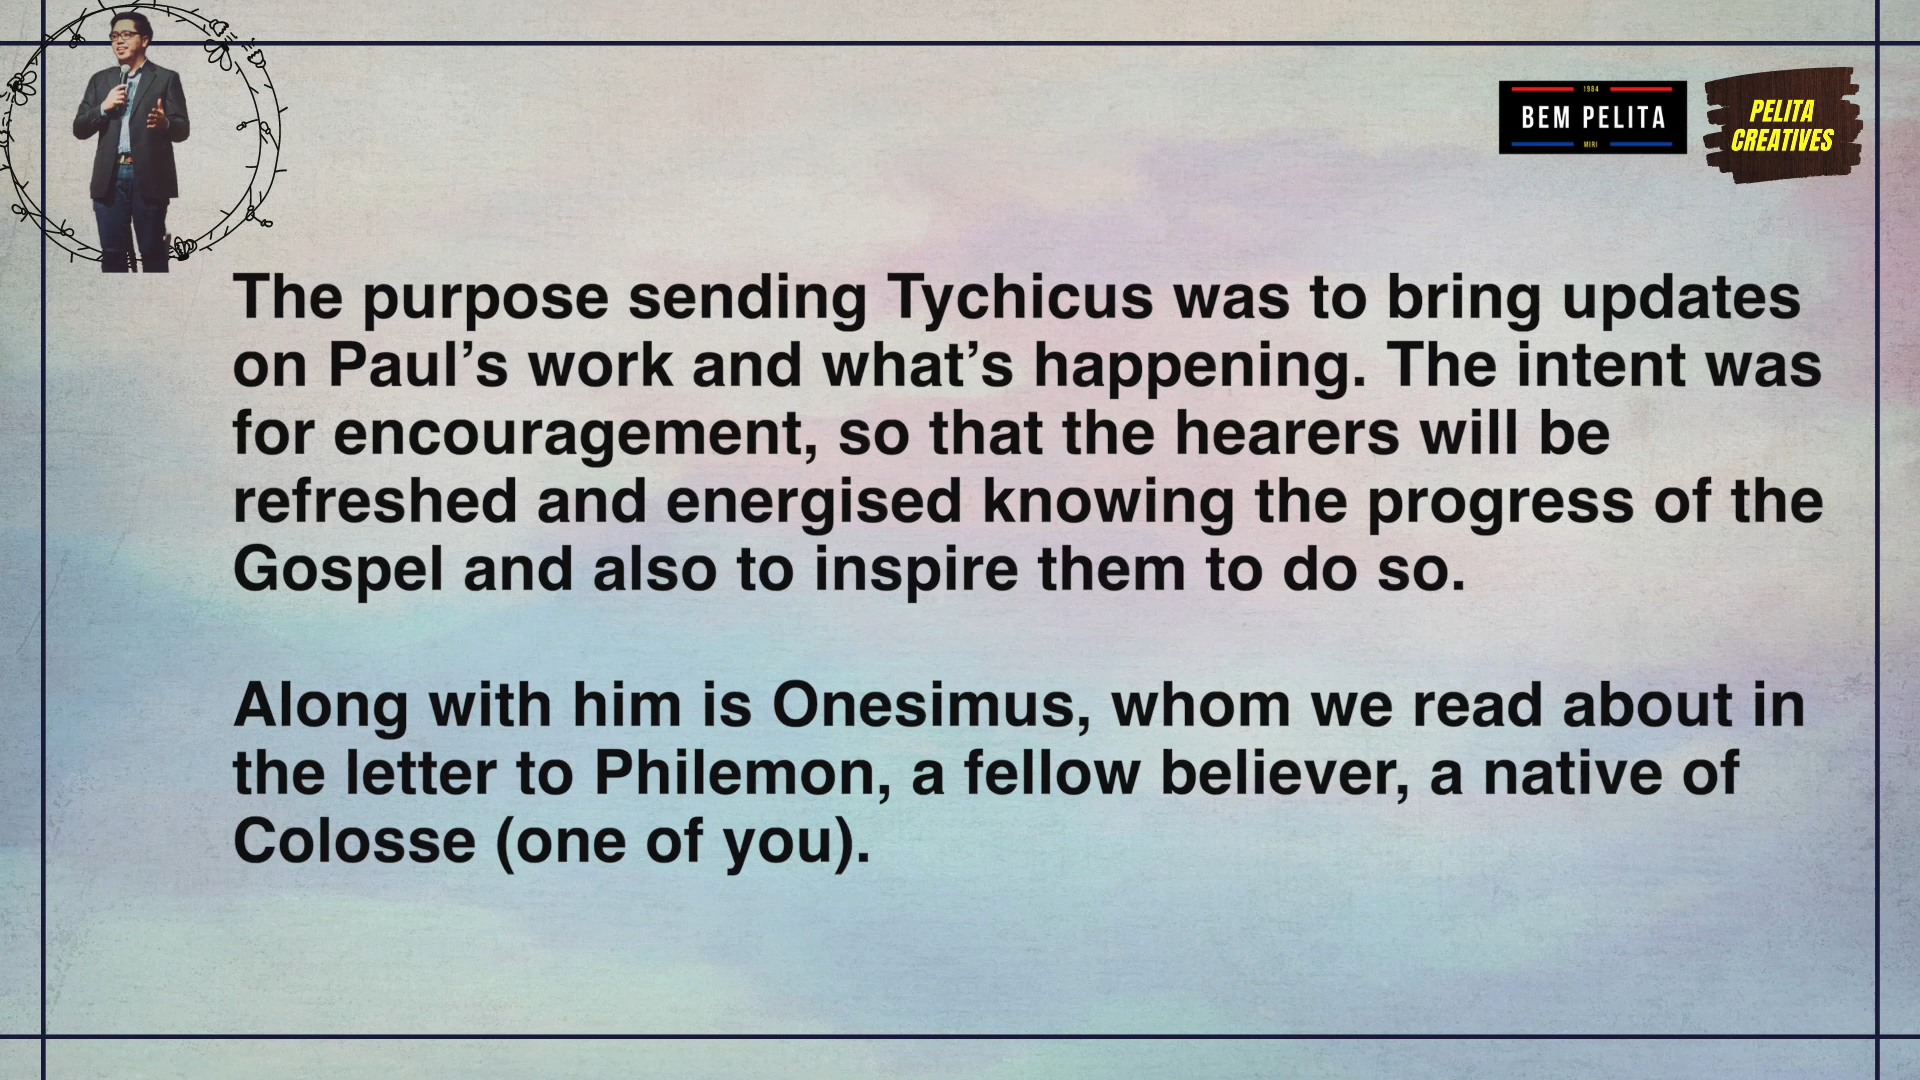 1984
BEM PELITA
MIRI
PELITA
CREATIVES
The purpose sending Tychicus was to bring updates
on Paul’s work and what’s happening. The intent was
for encouragement, so that the hearers will be
refreshed and energised knowing the progress of the
Gospel and also to inspire them to do so.
Along with him is Onesimus, whom we read about in
the letter to Philemon, a fellow believer, a native of
Colosse (one of you).